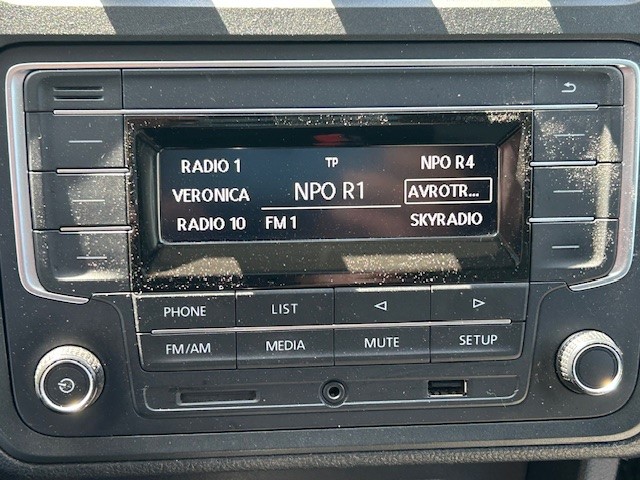 RADIO 1 TP NPO R4
VERONICA NPO R1 AVROTR...
RADIO 10 FM 1 SKYRADIO
PHONE LIST
FM/AM MEDIA MUTE SETUP